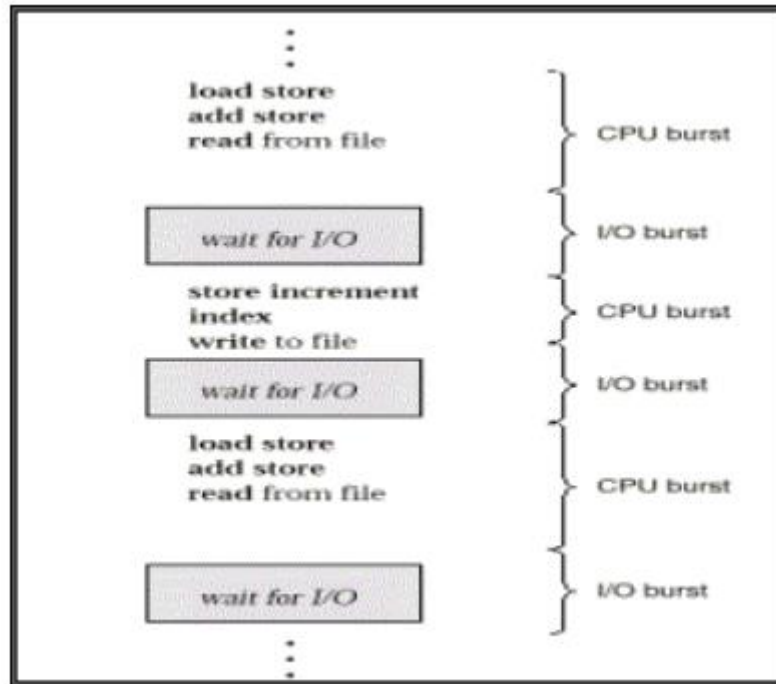 load store
add store
read from file
CPU burst
wait for I/O
I/O burst
store increment
index
write to file
CPU burst
wait for I/O
I/O burst
load store
add store
read from file
CPU burst
wait for I/O
I/O burst